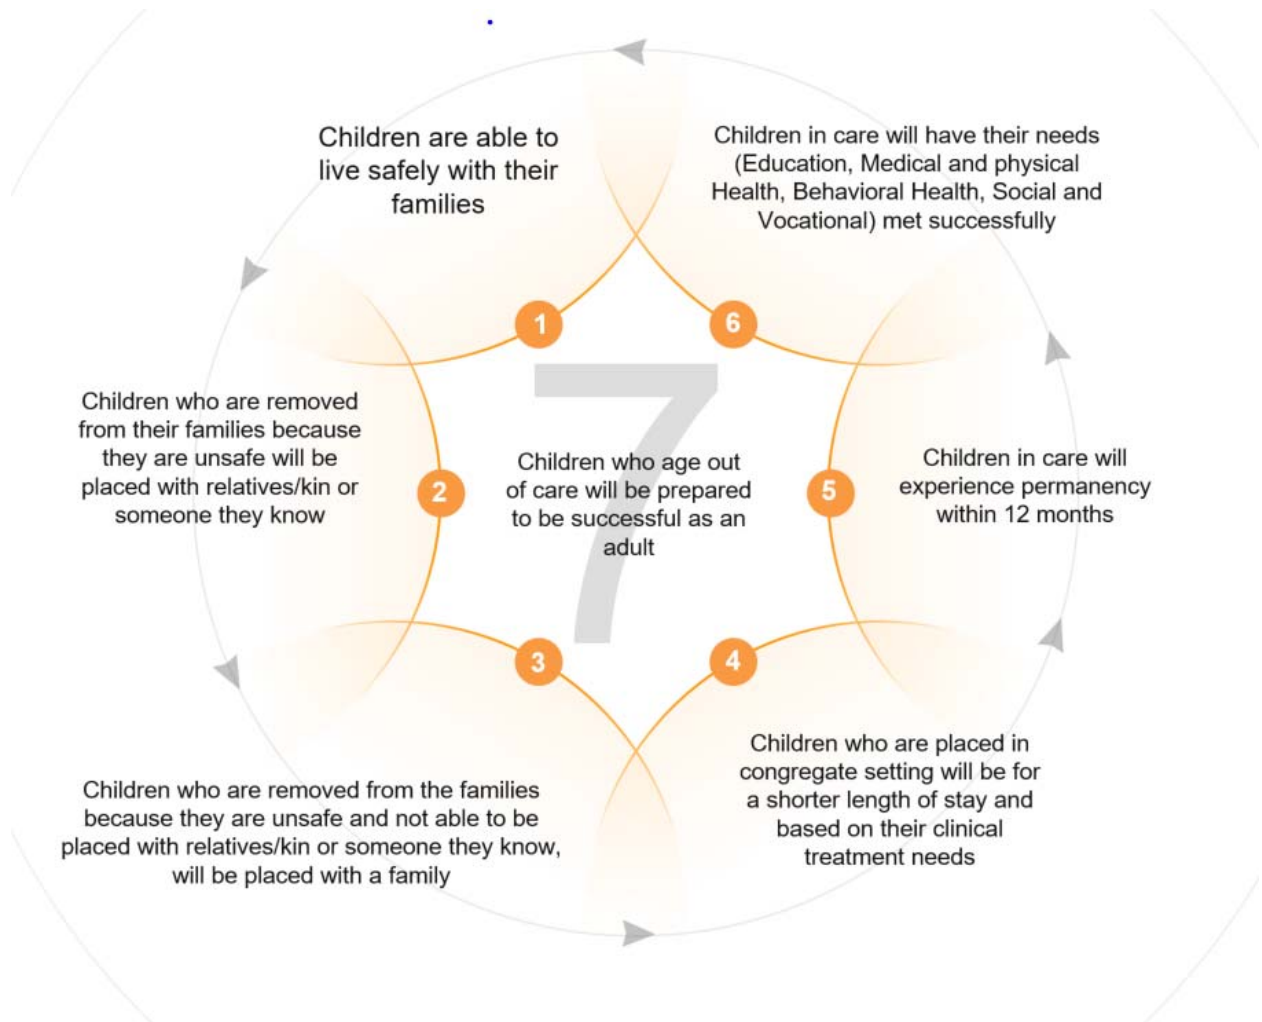 Children are able to
live safely with their
families
1
Children who are removed
from their families because
they are unsafe will be
placed with relatives/kin or
someone they know
2
Children who are removed from the families
because they are unsafe and not able to be
placed with relatives/kin or someone they know,
will be placed with a family
3
Children who are placed in
congregate setting will be for
a shorter length of stay and
based on their clinical
treatment needs
4
Children in care will
experience permanency
within 12 months
5
Children in care will have their needs
(Education, Medical and physical
Health, Behavioral Health, Social and
Vocational) met successfully
6
7
Children who age out
of care will be prepared
to be successful as an
adult